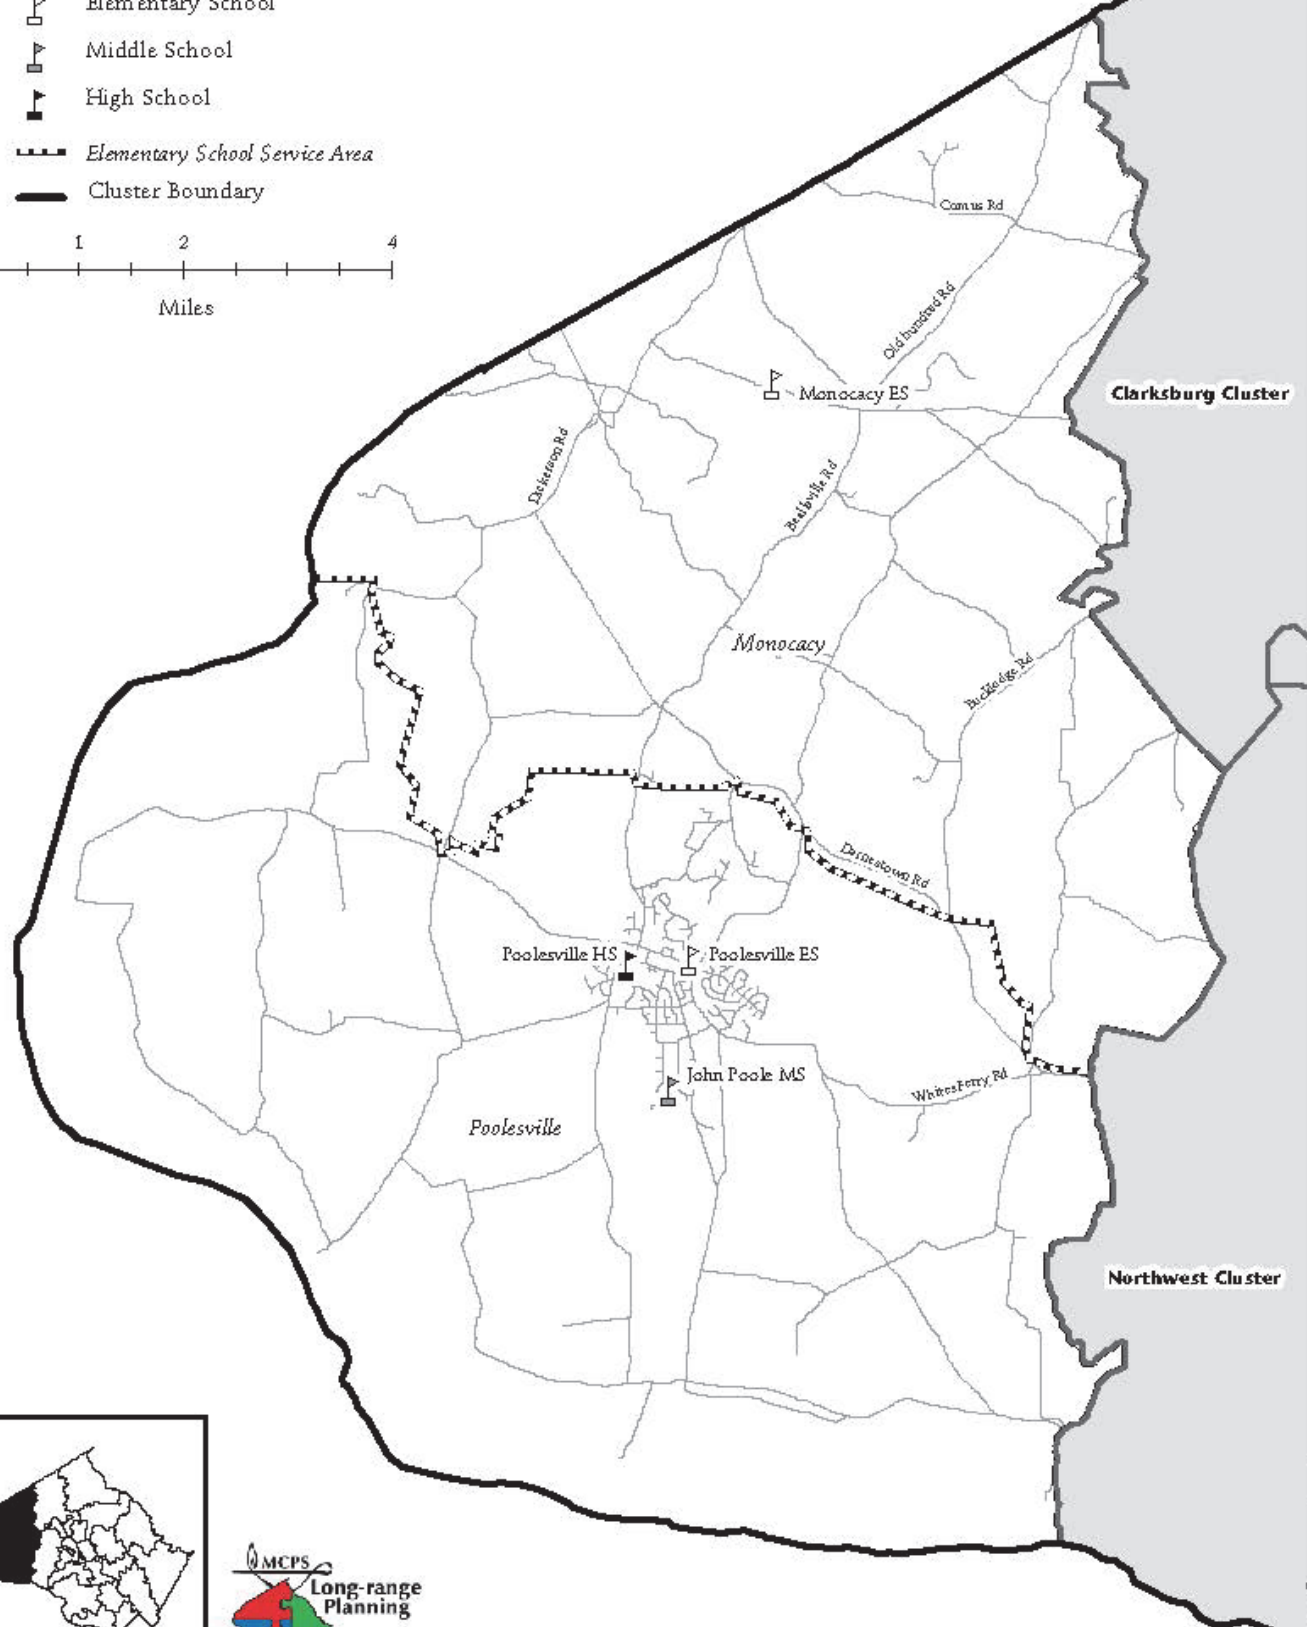 Elementary School
Middle School
High School
Elementary School Service Area
Cluster Boundary
1 2 4
Miles
Comus Rd
Old hundred Rd
Monocacy ES
Clarksburg Cluster
Dickerson Rd
Beallsville Rd
Monocacy
Bucklodge Rd
Darnestown Rd
Poolesville HS
Poolesville ES
John Poole MS
Whites Ferry Rd
Poolesville
Northwest Cluster
MCPS
Long-range
Planning